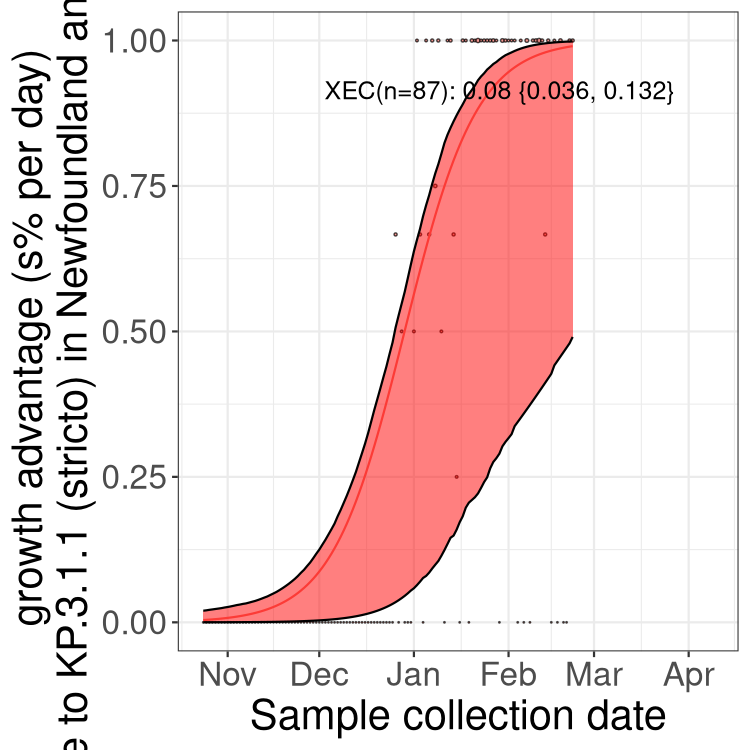 growth advantage (s% per day)
to KP.3.1.1 (stricto) in Newfoundland
1.00
0.75
0.50
0.25
0.00
XEC(n=87): 0.08 {0.036, 0.132}
Nov Dec Jan Feb Mar Apr
Sample collection date